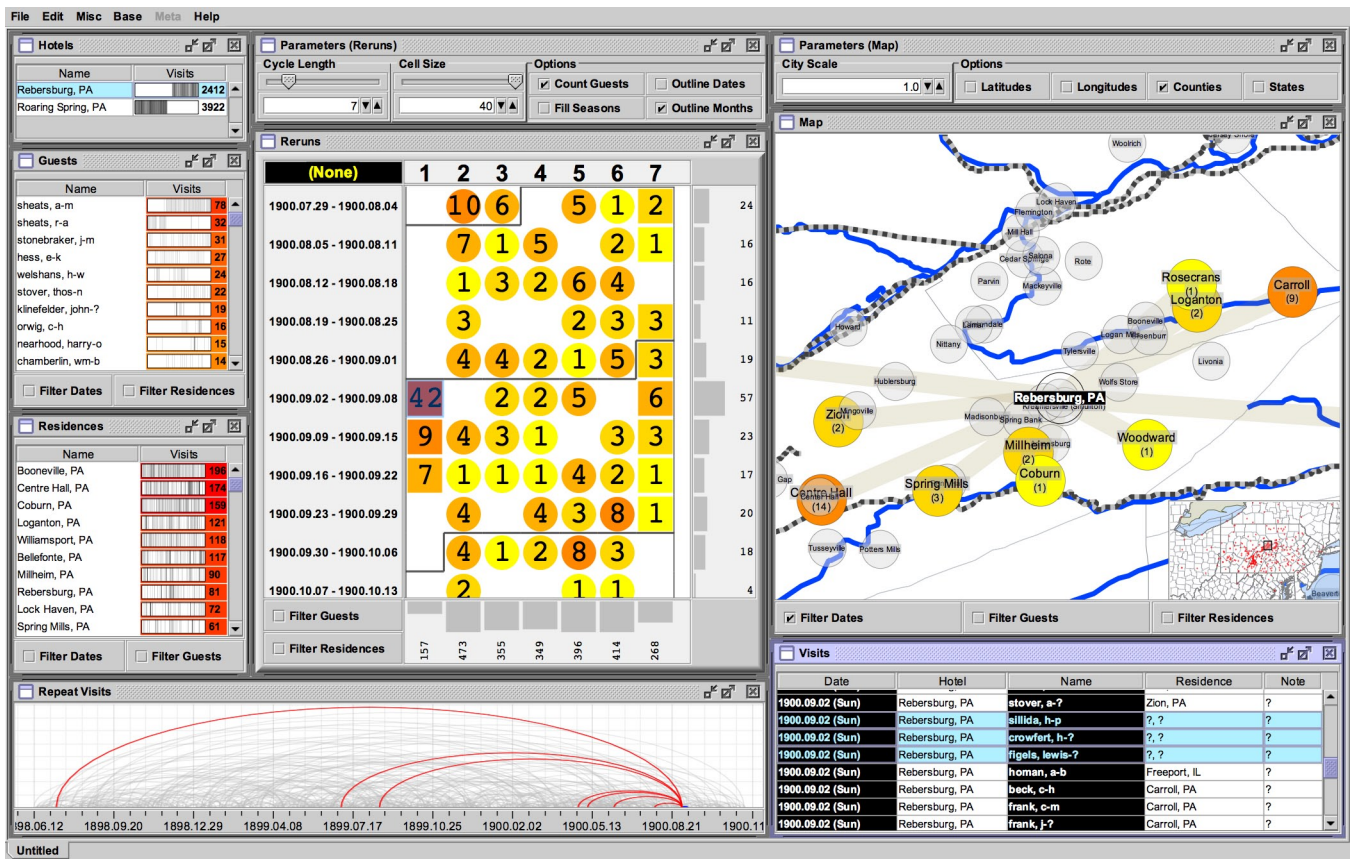 File Edit Misc Base Meta Help
Hotels
Name Visits
Rebersburg, PA 2412
Roaring Spring, PA 3922
Guests
Name Visits
sheats, a-m 78
sheats, r-a 32
stonebraker, j-m 31
hess, e-k 27
welshans, h-w 24
stover, thos-n 22
klinefelder, john-? 19
orwig, c-h 16
nearhood, harry-o 15
chamberlin, wm-b 14
Filter Dates Filter Residences
Residences
Name Visits
Booneville, PA 196
Centre Hall, PA 174
Coburn, PA 159
Loganton, PA 121
Williamsport, PA 118
Bellefonte, PA 117
Millheim, PA 90
Rebersburg, PA 81
Lock Haven, PA 72
Spring Mills, PA 61
Filter Dates Filter Guests
Parameters (Reruns)
Cycle Length Cell Size Options
7 40
Count Guests Outline Dates
Fill Seasons Outline Months
Reruns
(None) 1 2 3 4 5 6 7
1900.07.29 - 1900.08.04 10 6 5 1 2 24
1900.08.05 - 1900.08.11 7 1 5 2 1 16
1900.08.12 - 1900.08.18 1 3 2 6 4 16
1900.08.19 - 1900.08.25 3 2 3 3 11
1900.08.26 - 1900.09.01 4 4 2 1 5 3 19
1900.09.02 - 1900.09.08 42 2 2 5 6 57
1900.09.09 - 1900.09.15 9 4 3 1 3 3 23
1900.09.16 - 1900.09.22 7 1 1 1 4 2 1 17
1900.09.23 - 1900.09.29 4 4 3 8 1 20
1900.09.30 - 1900.10.06 4 1 2 8 3 18
1900.10.07 - 1900.10.13 2 1 1 4
Filter Guests
Filter Residences
157 473 355 349 396 414 268
Parameters (Map)
City Scale Options
1.0 Latitudes Longitudes Counties States
Map
Woolrich
Lock Haven
Flemington
Mill Hall
Cedar Springs
Salona
Rote
Parvin
Mackeyville
Rosecrans
(1)
Loganton
(2)
Carroll
(9)
Howard
Lamar
Nittany
Booneville
Logan Mills
Greenburr
Tylersville
Livonia
Hublersburg
Wolfs Store
Rebersburg, PA
Kreamersville (Smullton)
Zion
(2)
Mingoville
Madisonburg
Spring Bank
Millheim
(2)
Woodward
(1)
Coburn
(1)
Spring Mills
(3)
Gap
Centre Hall
(14)
Tusseyville
Potters Mills
Beaver
Filter Dates Filter Guests Filter Residences
Repeat Visits
1898.09.20 1898.12.29 1899.04.08 1899.07.17 1899.10.25 1900.02.02 1900.05.13 1900.08.21 1900.11
Visits
Date Hotel Name Residence Note
1900.09.02 (Sun) Rebersburg, PA stover, a-? Zion, PA ?
1900.09.02 (Sun) Rebersburg, PA sillida, h-p ?, ? ?
1900.09.02 (Sun) Rebersburg, PA crowfert, h-? ?, ? ?
1900.09.02 (Sun) Rebersburg, PA figels, lewis-? ?, ? ?
1900.09.02 (Sun) Rebersburg, PA homan, a-b Freeport, IL ?
1900.09.02 (Sun) Rebersburg, PA beck, c-h Carroll, PA ?
1900.09.02 (Sun) Rebersburg, PA frank, c-m Carroll, PA ?
1900.09.02 (Sun) Rebersburg, PA frank, j-? Carroll, PA ?
Untitled